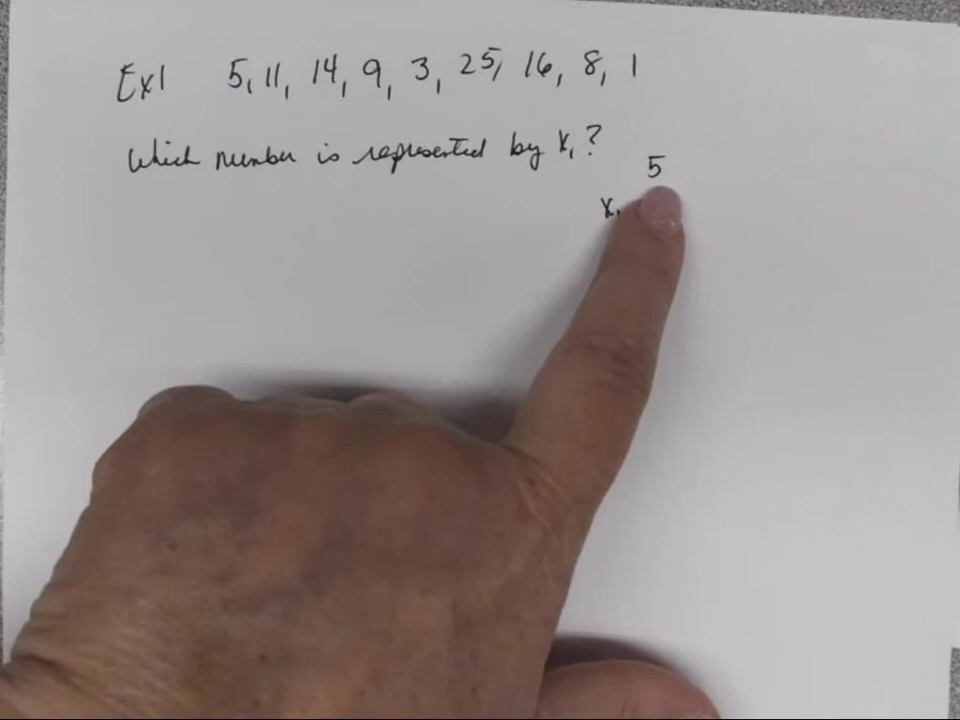 Ex1 5, 11, 14, 9, 3, 25, 16, 8, 1
Which number is represented by x₁?
5
x₁